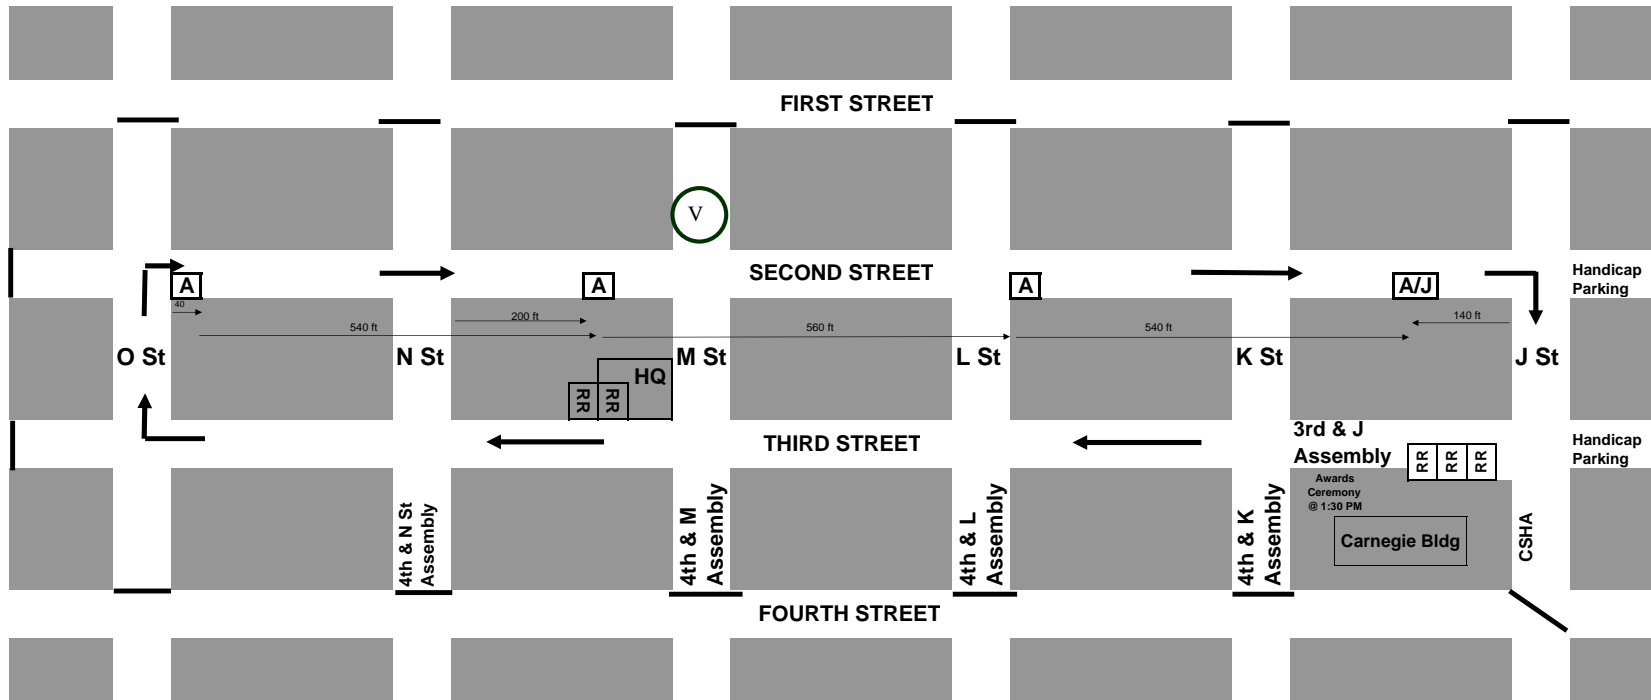 FIRST STREET
V
SECOND STREET
A
A
A
A/J
Handicap
Parking
40
540 ft
200 ft
560 ft
540 ft
140 ft
O St
N St
M St
L St
K St
J St
HQ
RR
RR
THIRD STREET
3rd & J
Assembly
RR
RR
RR
Handicap
Parking
Awards
Ceremony
@ 1:30 PM
Carnegie Bldg
4th & N St
Assembly
4th & M
Assembly
4th & L
Assembly
4th & K
Assembly
CSHA
FOURTH STREET